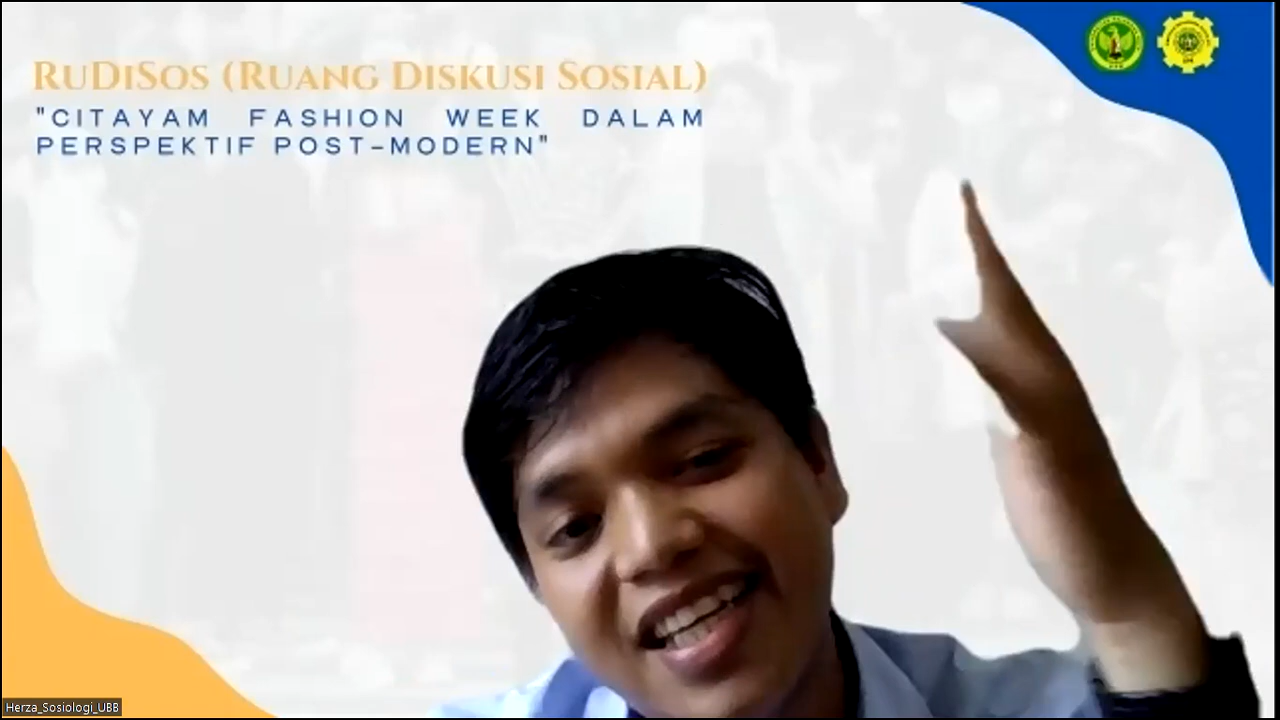 RuDiSos (Ruang Diskusi Sosial)
"CITAYAM FASHION WEEK DALAM
PERSPEKTIF POST-MODERN"
Herza_Sosiologi_UBB